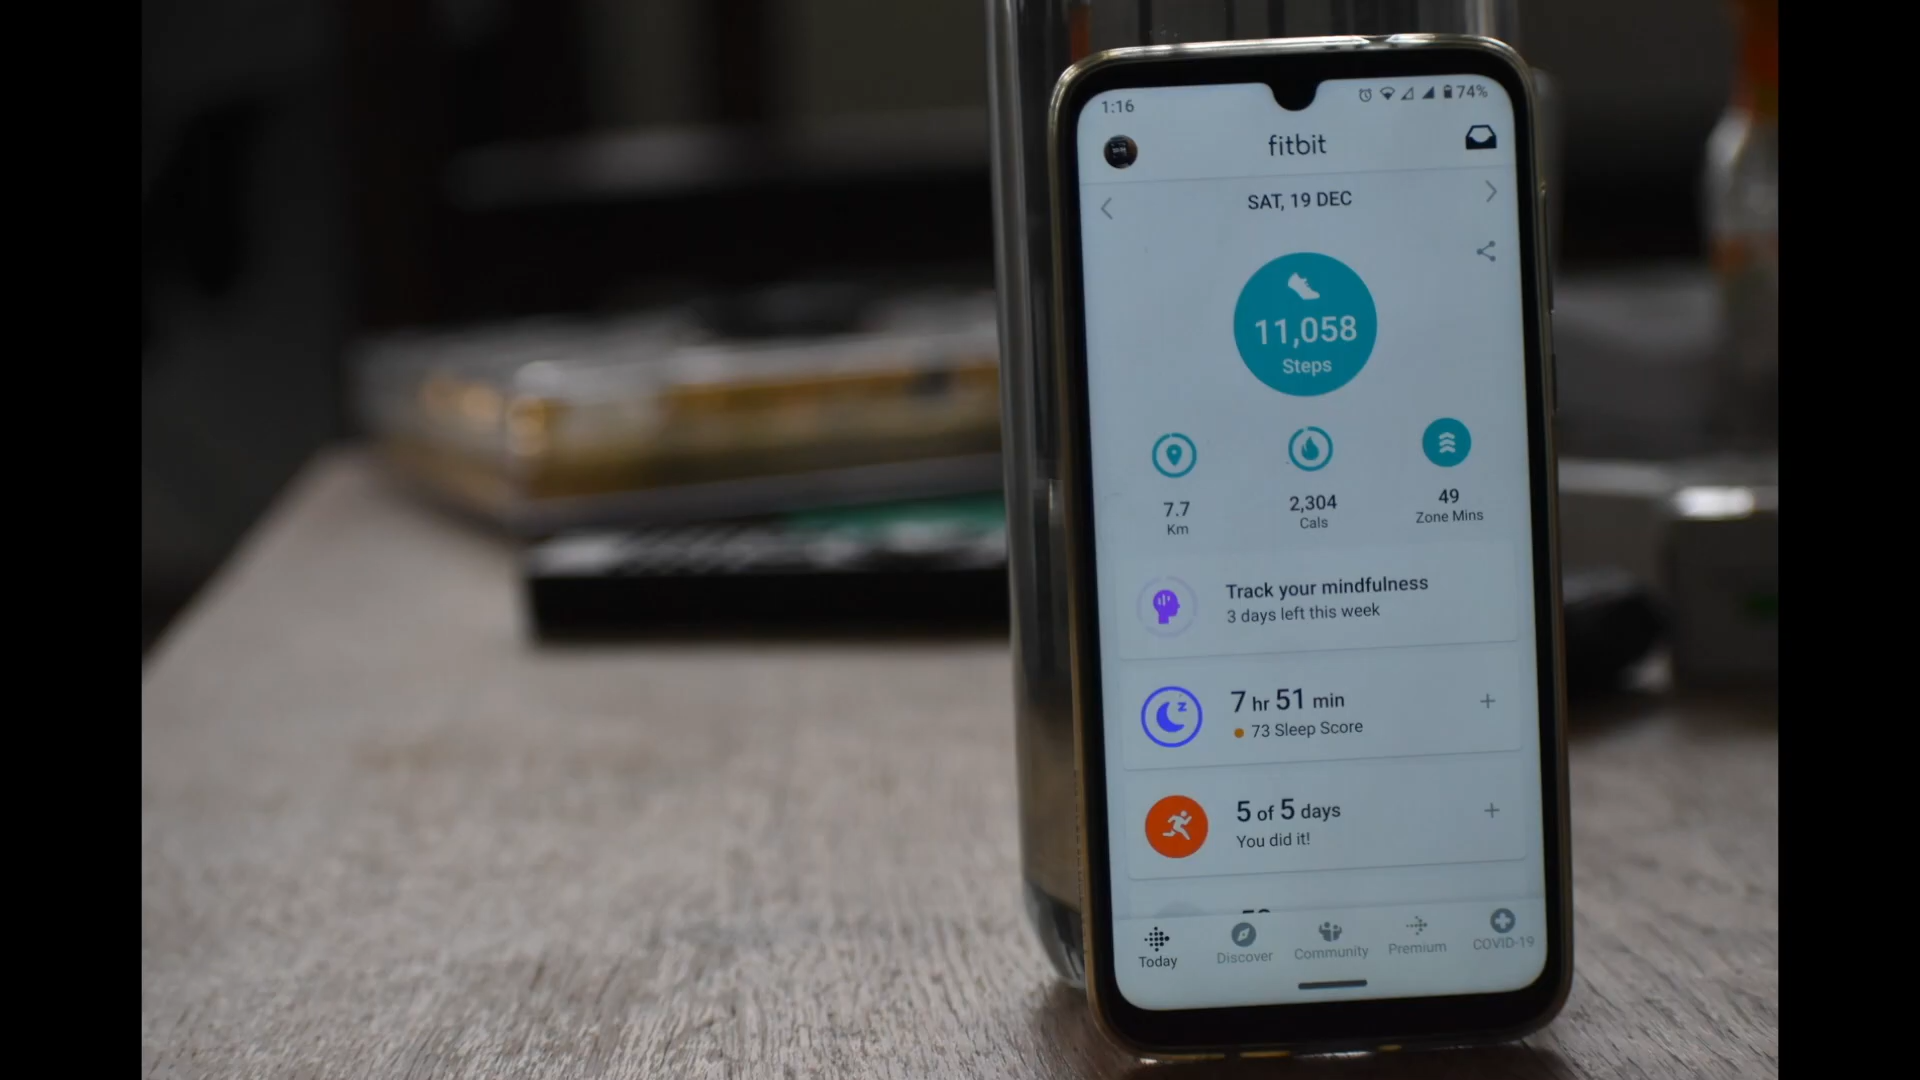 1:16
74%
fitbit
SAT, 19 DEC
11,058
Steps
7.7
Km
2,304
Cals
49
Zone Mins
Track your mindfulness
3 days left this week
7 hr 51 min
73 Sleep Score
5 of 5 days
You did it!
Today
Discover
Community
Premium
COVID-19